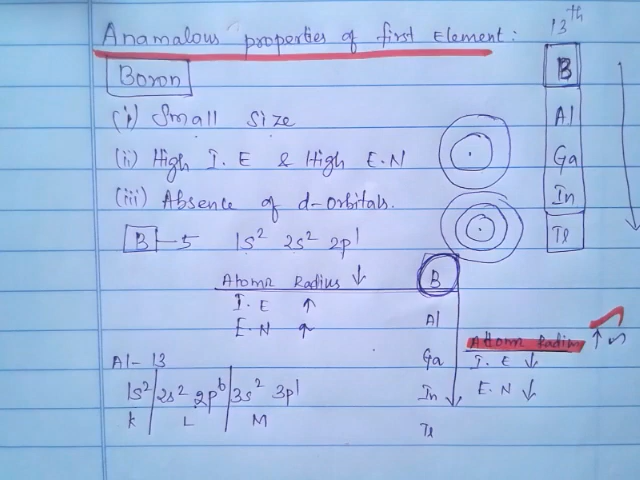 Anamalous properties of first Element:
13th
Boron
B
Al
Ga
In
Tl
(i) Small Size
(ii) High I.E & High E.N
(iii) Absence of d-orbitals.
B-5 1s² 2s² 2p¹
Atomic Radius ↓
I.E ↑
E.N ↑
B
Al
Ga
In
Tl
Atomic Radius ↑
I.E ↓
E.N ↓
Al-13
1s² 2s² 2p⁶ 3s² 3p¹
K L M